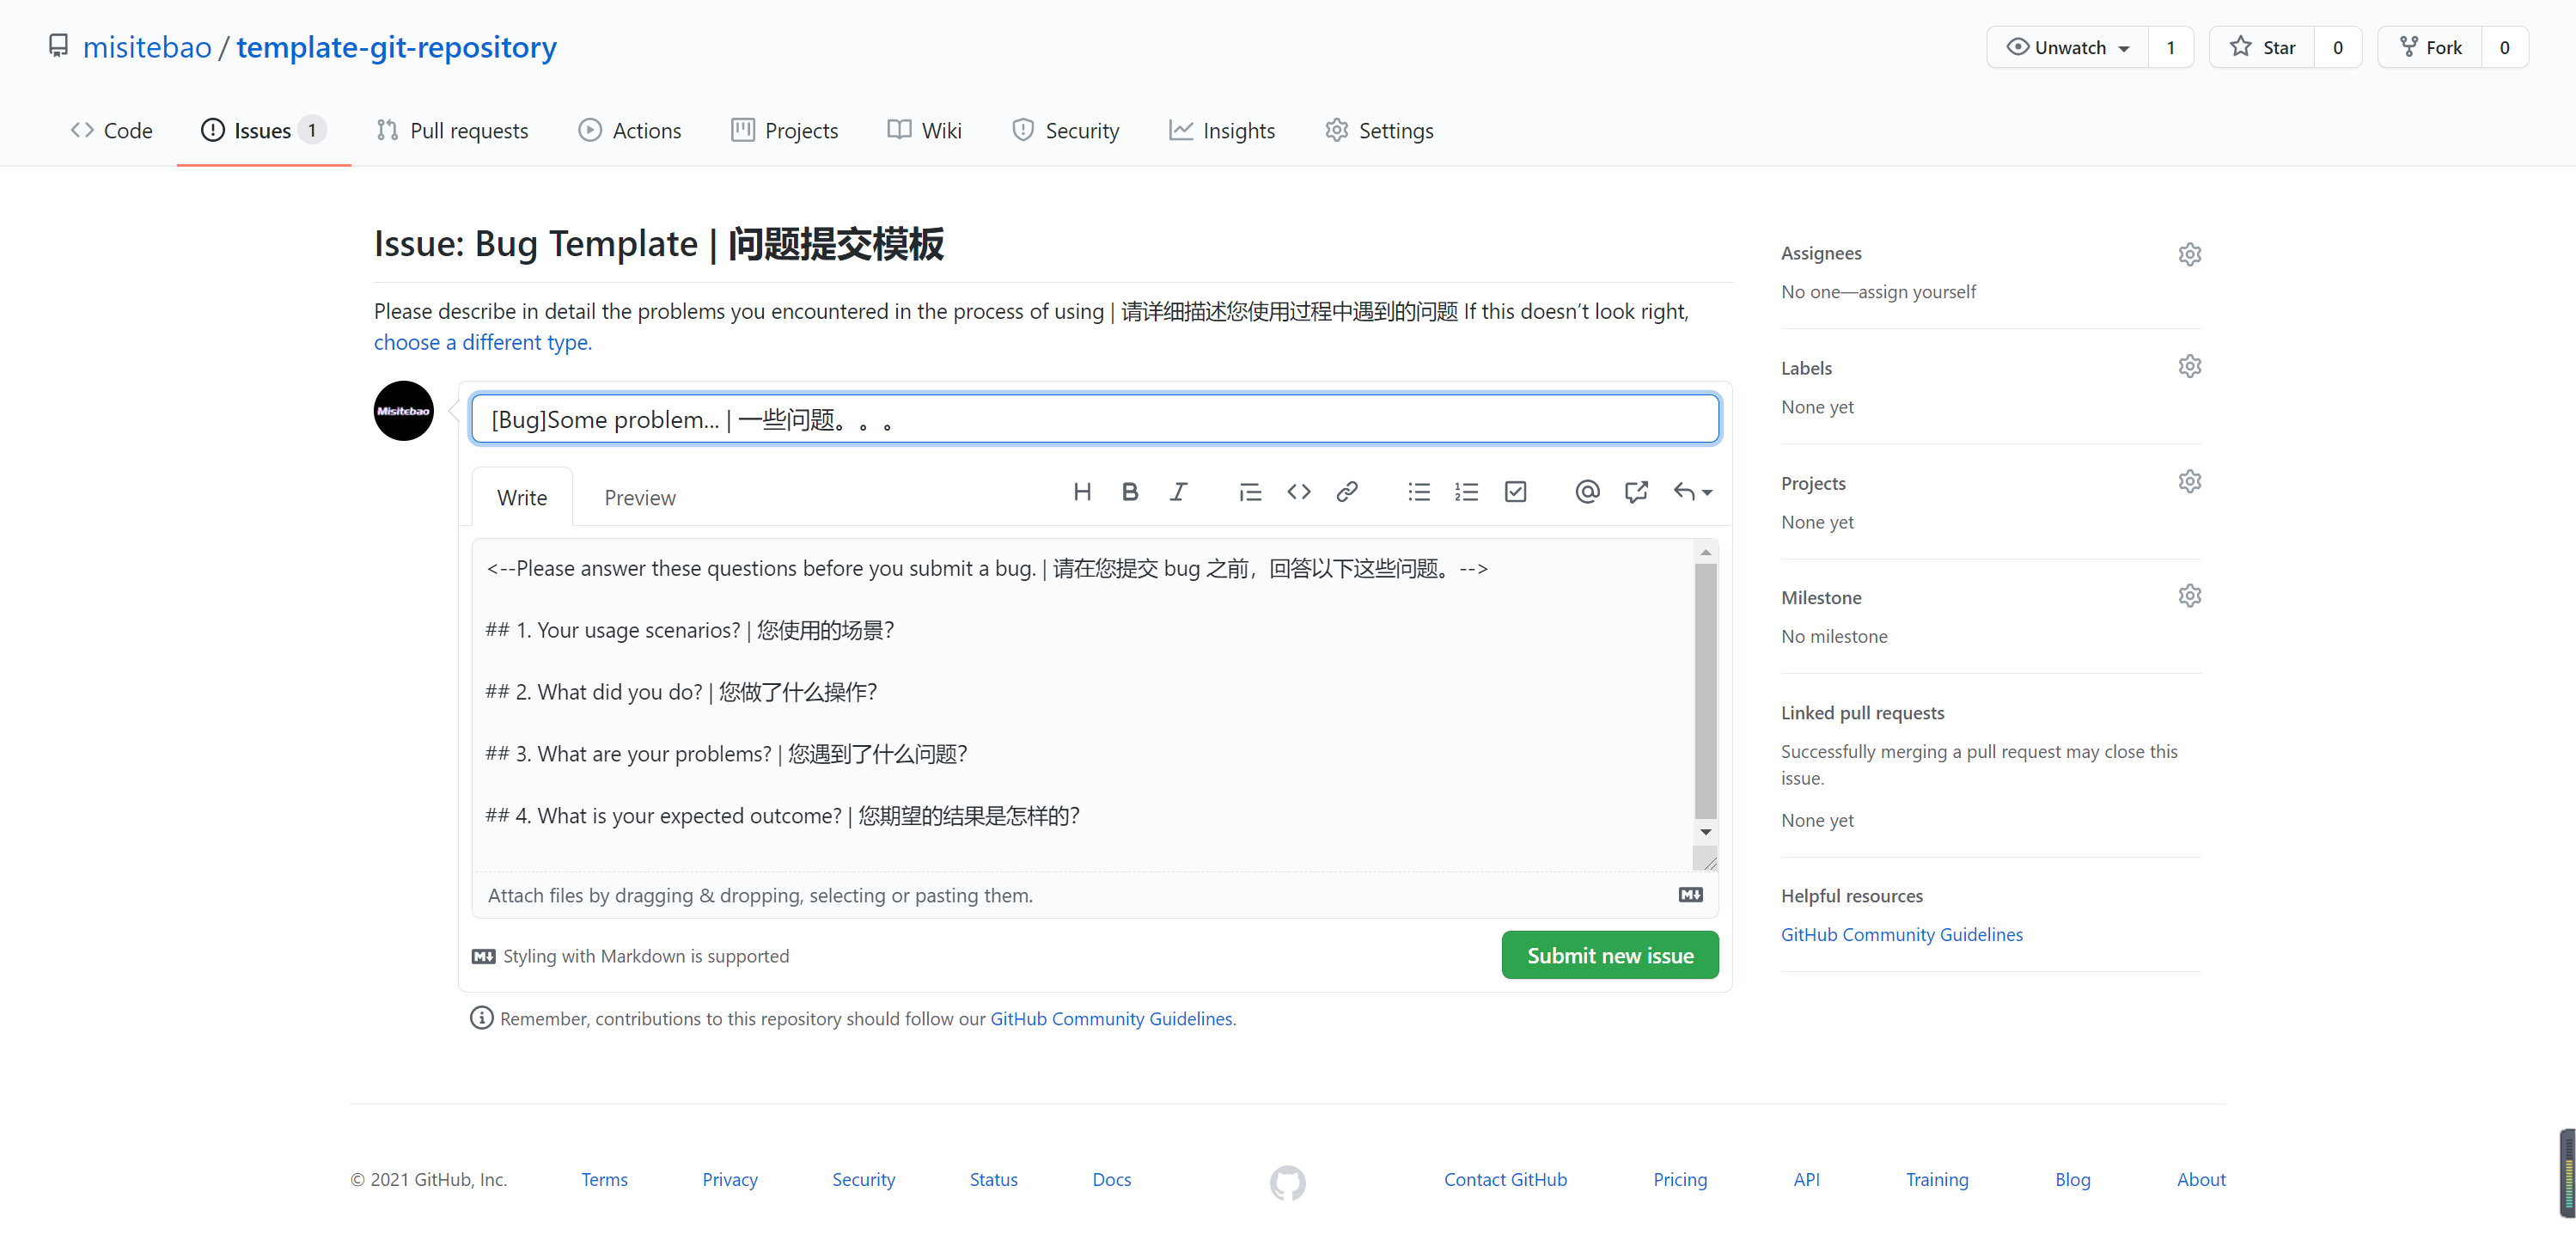 misitebao / template-git-repository
Unwatch 1
Star 0
Fork 0
Code
Issues 1
Pull requests
Actions
Projects
Wiki
Security
Insights
Settings
Issue: Bug Template | 问题提交模板
Please describe in detail the problems you encountered in the process of using | 请详细描述您使用过程中遇到的问题 If this doesn’t look right,
choose a different type.
Misitebao
[Bug]Some problem... | 一些问题。。。
Write
Preview
<--Please answer these questions before you submit a bug. | 请在您提交 bug 之前，回答以下这些问题。-->
## 1. Your usage scenarios? | 您使用的场景?
## 2. What did you do? | 您做了什么操作?
## 3. What are your problems? | 您遇到了什么问题?
## 4. What is your expected outcome? | 您期望的结果是怎样的?
Attach files by dragging & dropping, selecting or pasting them.
Styling with Markdown is supported
Submit new issue
Remember, contributions to this repository should follow our GitHub Community Guidelines.
Assignees
No one—assign yourself
Labels
None yet
Projects
None yet
Milestone
No milestone
Linked pull requests
Successfully merging a pull request may close this
issue.
None yet
Helpful resources
GitHub Community Guidelines
© 2021 GitHub, Inc.
Terms
Privacy
Security
Status
Docs
Contact GitHub
Pricing
API
Training
Blog
About